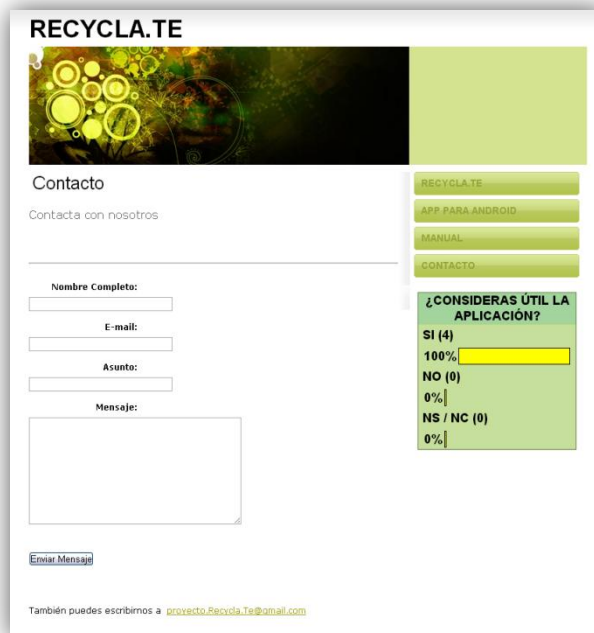 RECYCLA.TE
Contacto
Contacta con nosotros
Nombre Completo:
E-mail:
Asunto:
Mensaje:
Enviar Mensaje
También puedes escribirnos a proyecto.Recycla.Te@gmail.com
RECYCLA.TE
APP PARA ANDROID
MANUAL
CONTACTO
¿CONSIDERAS ÚTIL LA
APLICACIÓN?
SI (4)
100%
NO (0)
0%
NS / NC (0)
0%